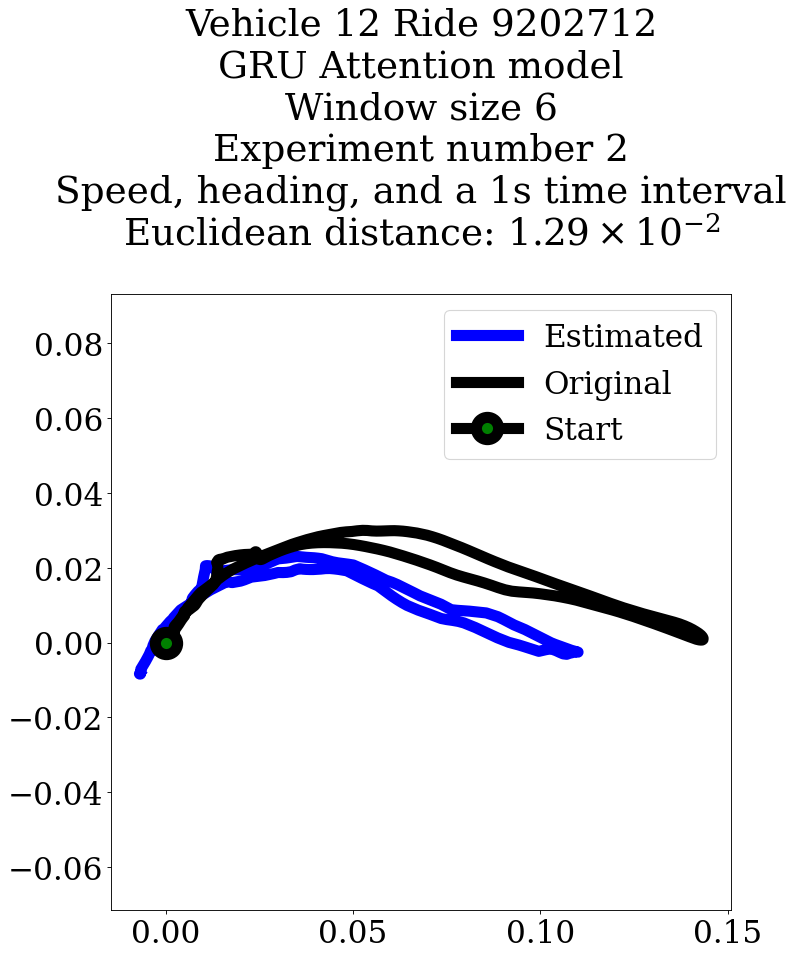 Vehicle 12 Ride 9202712
GRU Attention model
Window size 6
Experiment number 2
Speed, heading, and a 1s time interval
Euclidean distance: 1.29 × 10⁻²
Estimated
Original
Start
0.08
0.06
0.04
0.02
0.00
−0.02
−0.04
−0.06
0.00 0.05 0.10 0.15